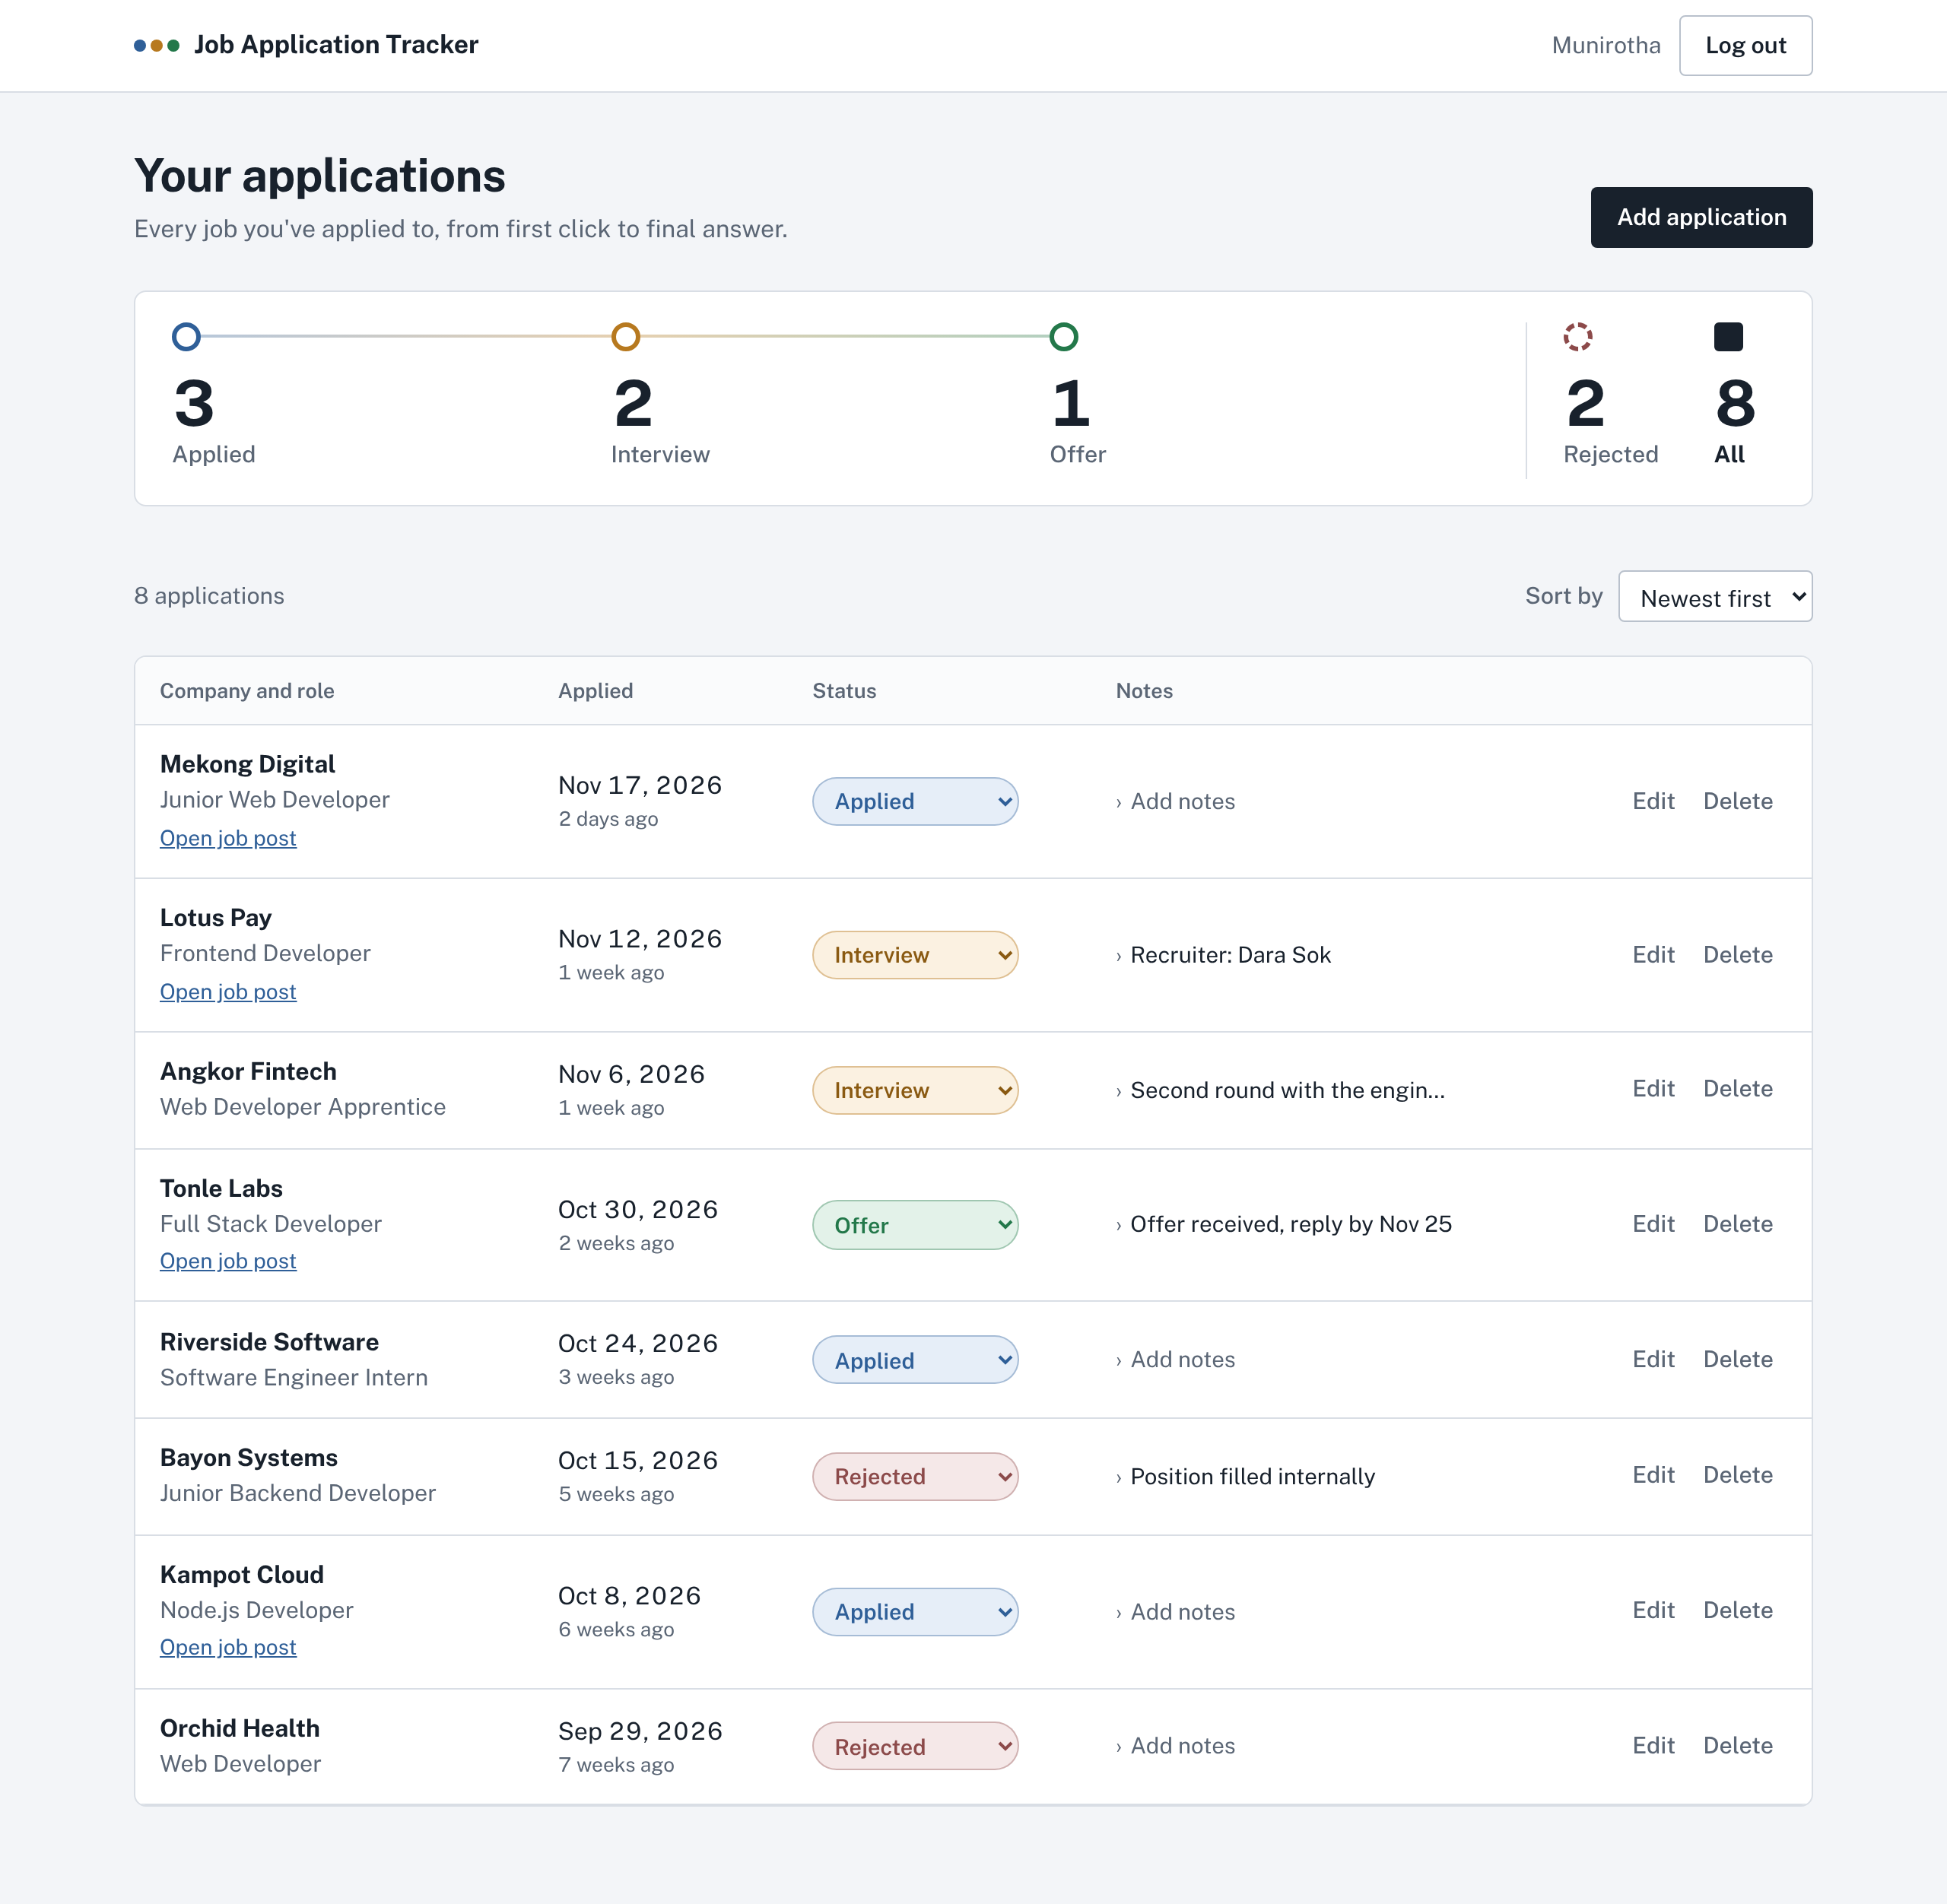 Job Application Tracker
Munirotha
Log out
Your applications
Every job you've applied to, from first click to final answer.
Add application
3
Applied
2
Interview
1
Offer
2
Rejected
8
All
8 applications
Sort by
Newest first
Company and role
Applied
Status
Notes
Mekong Digital
Junior Web Developer
Open job post
Nov 17, 2026
2 days ago
Applied
› Add notes
Edit
Delete
Lotus Pay
Frontend Developer
Open job post
Nov 12, 2026
1 week ago
Interview
› Recruiter: Dara Sok
Edit
Delete
Angkor Fintech
Web Developer Apprentice
Nov 6, 2026
1 week ago
Interview
› Second round with the engin...
Edit
Delete
Tonle Labs
Full Stack Developer
Open job post
Oct 30, 2026
2 weeks ago
Offer
› Offer received, reply by Nov 25
Edit
Delete
Riverside Software
Software Engineer Intern
Oct 24, 2026
3 weeks ago
Applied
› Add notes
Edit
Delete
Bayon Systems
Junior Backend Developer
Oct 15, 2026
5 weeks ago
Rejected
› Position filled internally
Edit
Delete
Kampot Cloud
Node.js Developer
Open job post
Oct 8, 2026
6 weeks ago
Applied
› Add notes
Edit
Delete
Orchid Health
Web Developer
Sep 29, 2026
7 weeks ago
Rejected
› Add notes
Edit
Delete